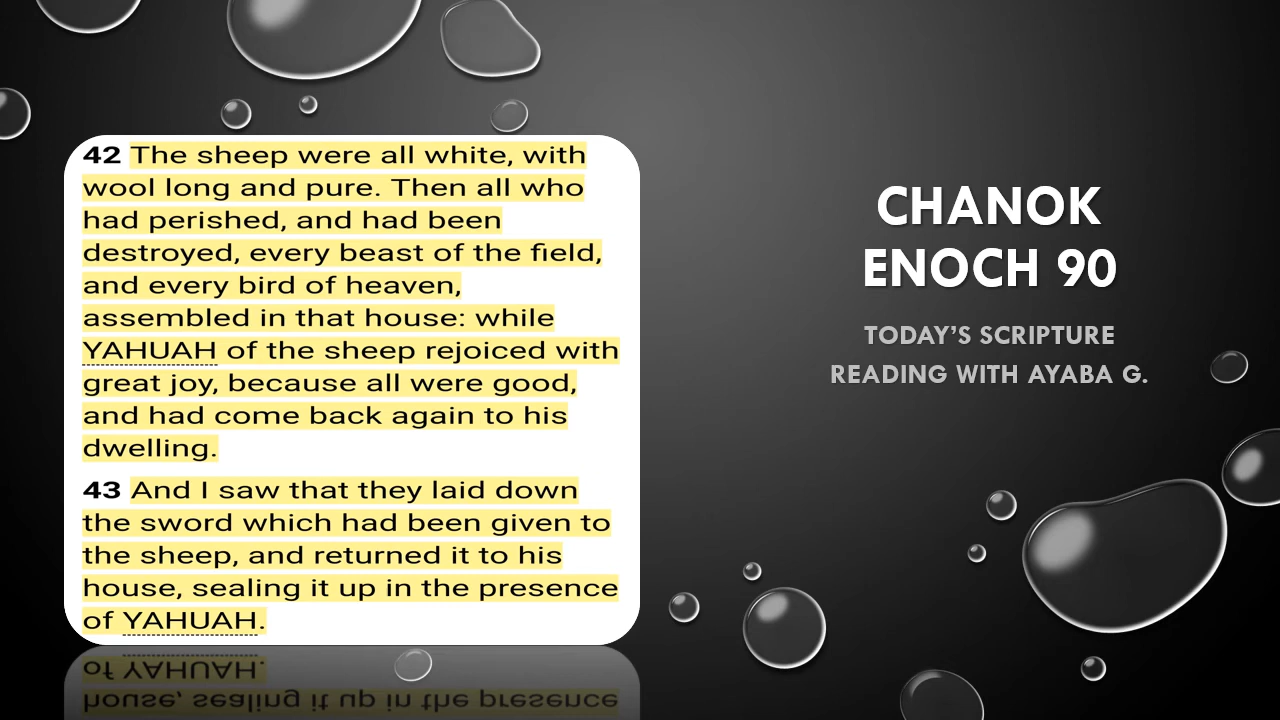 42 The sheep were all white, with
wool long and pure. Then all who
had perished, and had been
destroyed, every beast of the field,
and every bird of heaven,
assembled in that house: while
YAHUAH of the sheep rejoiced with
great joy, because all were good,
and had come back again to his
dwelling.
43 And I saw that they laid down
the sword which had been given to
the sheep, and returned it to his
house, sealing it up in the presence
of YAHUAH.
CHANOK
ENOCH 90
TODAY’S SCRIPTURE
READING WITH AYABA G.